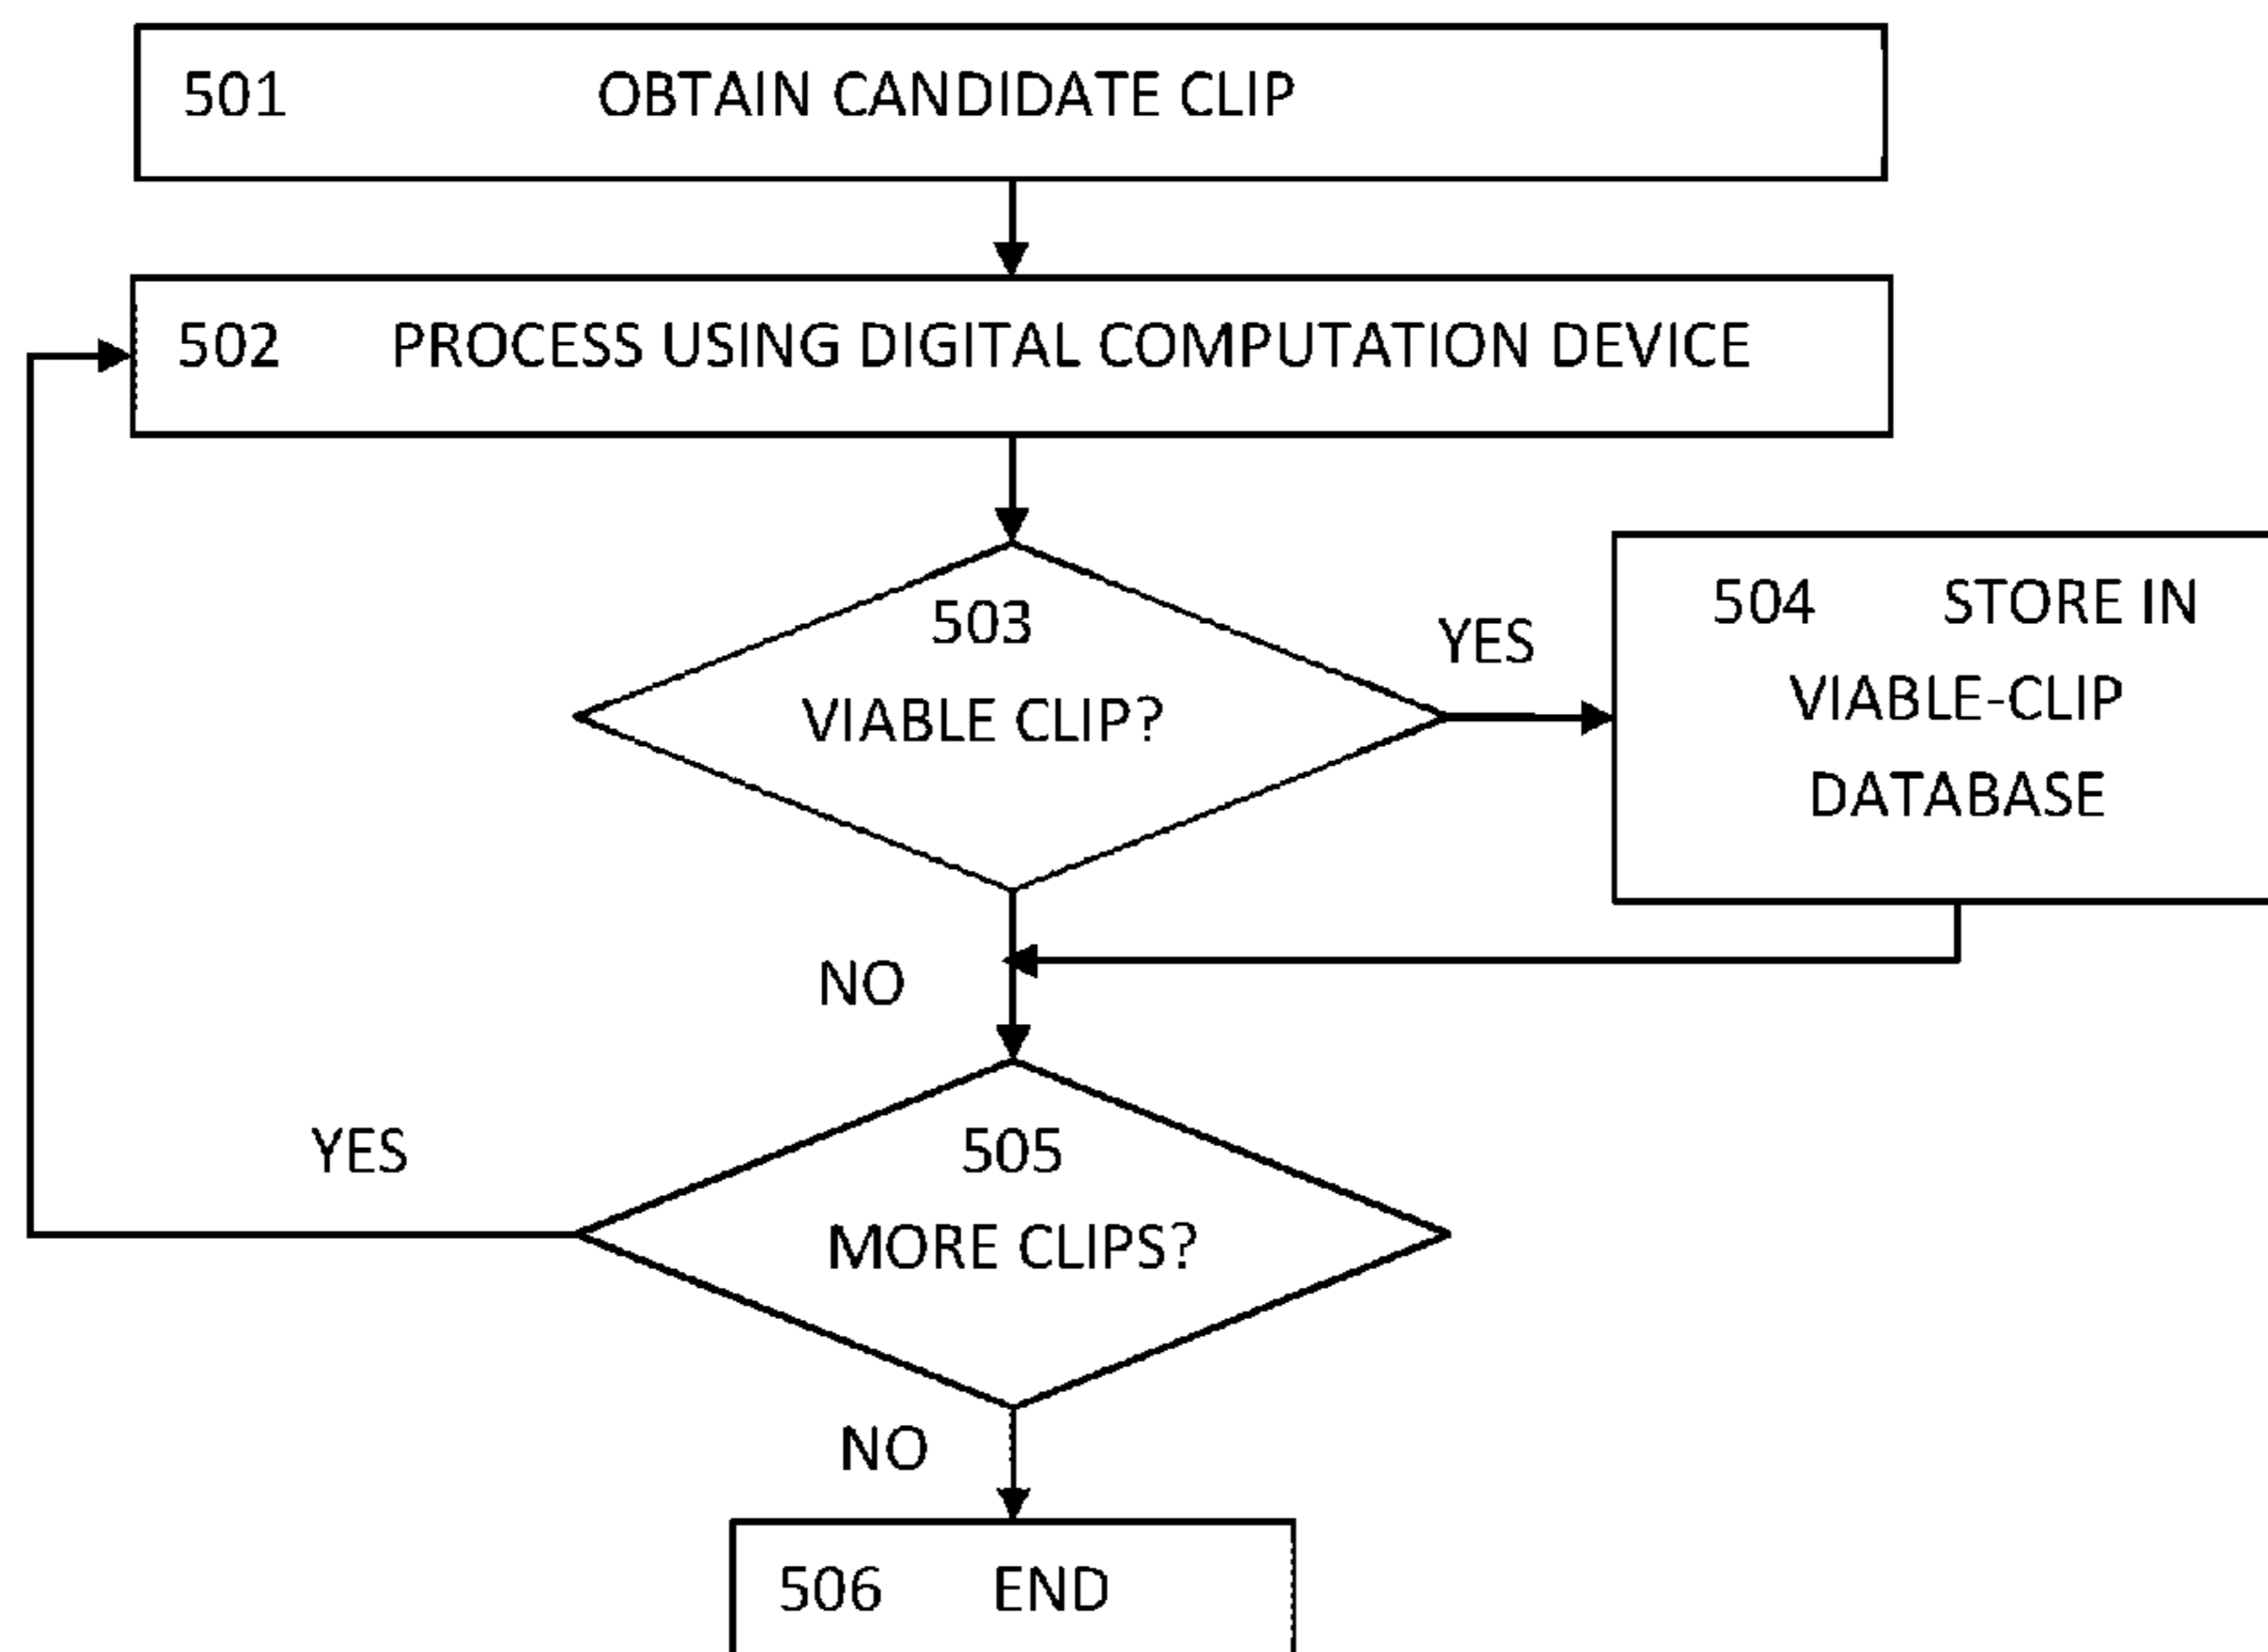 501 OBTAIN CANDIDATE CLIP
502 PROCESS USING DIGITAL COMPUTATION DEVICE
503
VIABLE CLIP?
YES
504 STORE IN
VIABLE-CLIP
DATABASE
NO
505
MORE CLIPS?
YES
NO
506 END